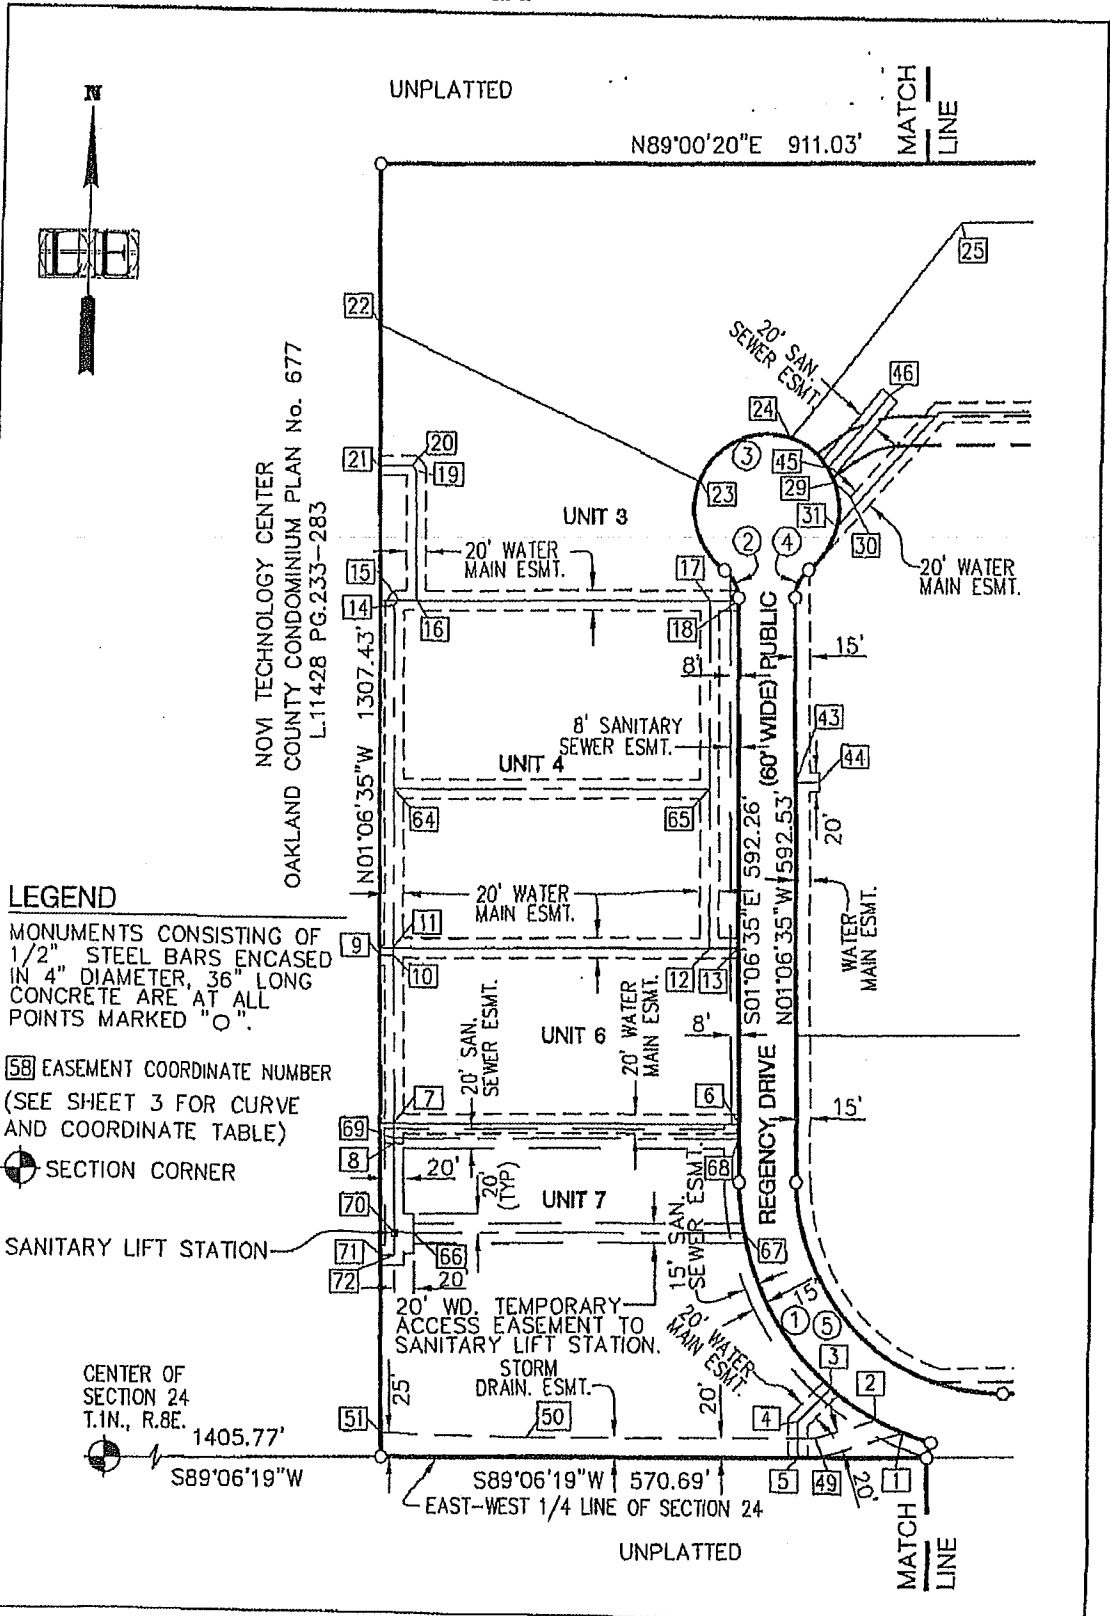 UNPLATTED
MATCH
LINE
N
N89°00'20"E 911.03'
25
22
20' SAN.
SEWER ESMT
46
24
3
45
29
23
31
30
20
21
19
UNIT 3
2
4
20' WATER
MAIN ESMT.
15
17
14
16
18
20' WATER
MAIN ESMT.
NOVI TECHNOLOGY CENTER
OAKLAND COUNTY CONDOMINIUM PLAN No. 677
L.11428 PG.233-283
N01°06'35"W 1307.43'
8'
15'
(60' WIDE) PUBLIC
8' SANITARY
SEWER ESMT.
43
44
UNIT 4
64
65
20'
S01°06'35"E 592.26'
N01°06'35"W 592.53'
20' WATER
MAIN ESMT.
WATER
MAIN ESMT.
LEGEND
MONUMENTS CONSISTING OF
1/2" STEEL BARS ENCASED
IN 4" DIAMETER, 36" LONG
CONCRETE ARE AT ALL
POINTS MARKED "O".
58 EASEMENT COORDINATE NUMBER
(SEE SHEET 3 FOR CURVE
AND COORDINATE TABLE)
SECTION CORNER
11
9
10
12
13
20' SAN.
SEWER ESMT.
UNIT 6
20' WATER
MAIN ESMT.
8'
REGENCY DRIVE
7
6
15'
69
8
20'
20'
(TYP)
68
UNIT 7
70
SANITARY LIFT STATION
71
66
67
72
20'
15' SAN.
SEWER ESMT.
15'
20' WD. TEMPORARY
ACCESS EASEMENT TO
SANITARY LIFT STATION.
20' WATER
MAIN ESMT.
1
5
3
2
STORM
DRAIN. ESMT.
CENTER OF
SECTION 24
T.1N., R.8E.
1405.77'
S89°06'19"W
51
25'
50
20'
4
5
49
20'
1
S89°06'19"W 570.69'
EAST-WEST 1/4 LINE OF SECTION 24
UNPLATTED
MATCH
LINE